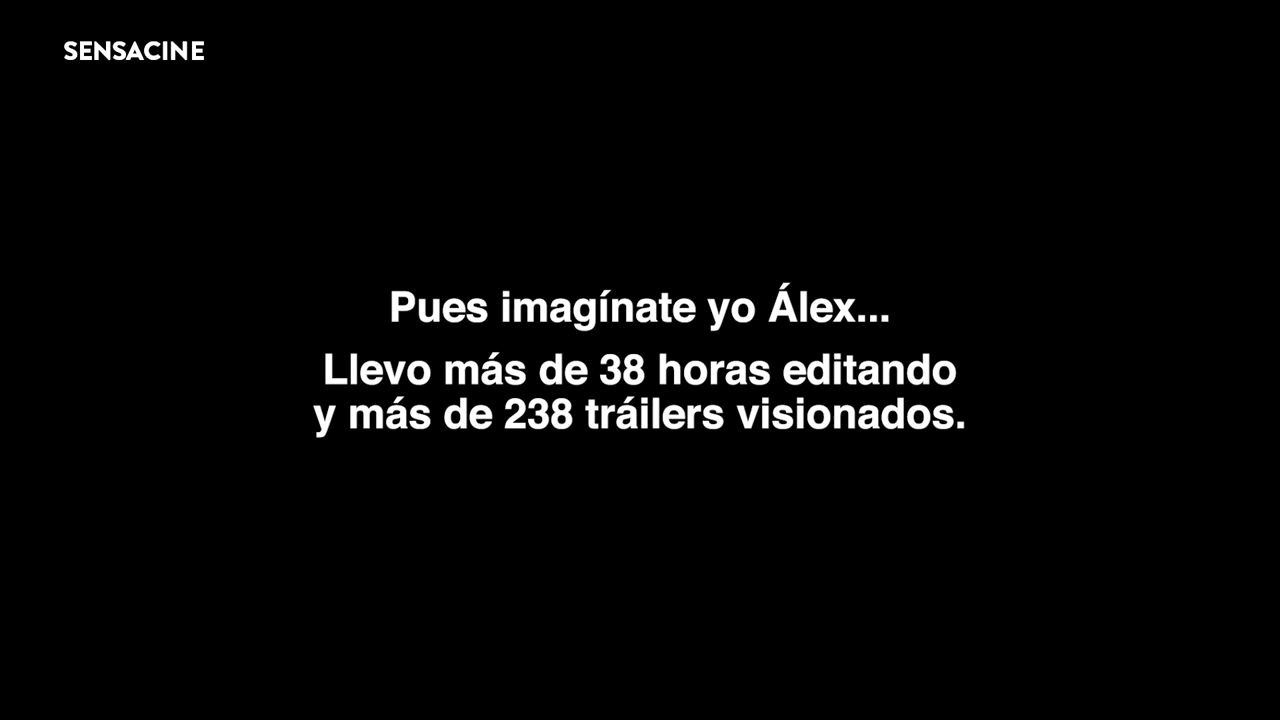 SENSACINE
Pues imagínate yo Álex...
Llevo más de 38 horas editando
y más de 238 tráilers visionados.